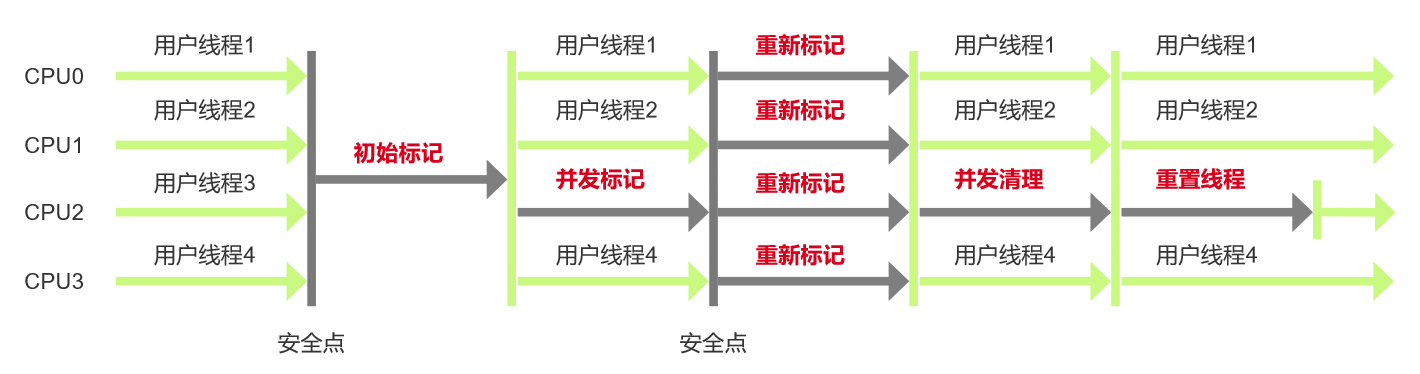 用户线程1
用户线程1
重新标记
用户线程1
用户线程1
CPU0
用户线程2
用户线程2
重新标记
用户线程2
用户线程2
CPU1
初始标记
用户线程3
并发标记
重新标记
并发清理
重置线程
CPU2
用户线程4
用户线程4
重新标记
用户线程4
用户线程4
CPU3
安全点
安全点